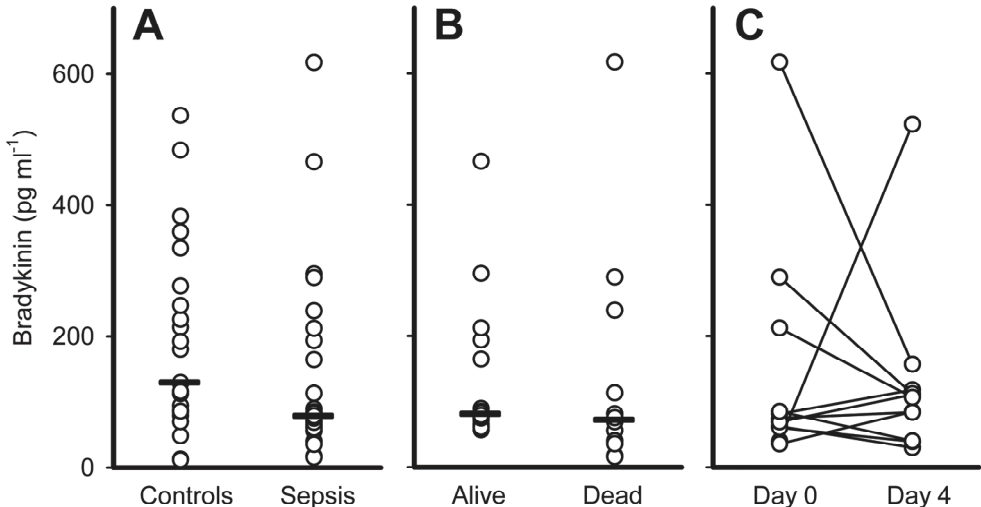 A
B
C
Bradykinin (pg ml-1)
600
400
200
0
Controls
Sepsis
Alive
Dead
Day 0
Day 4